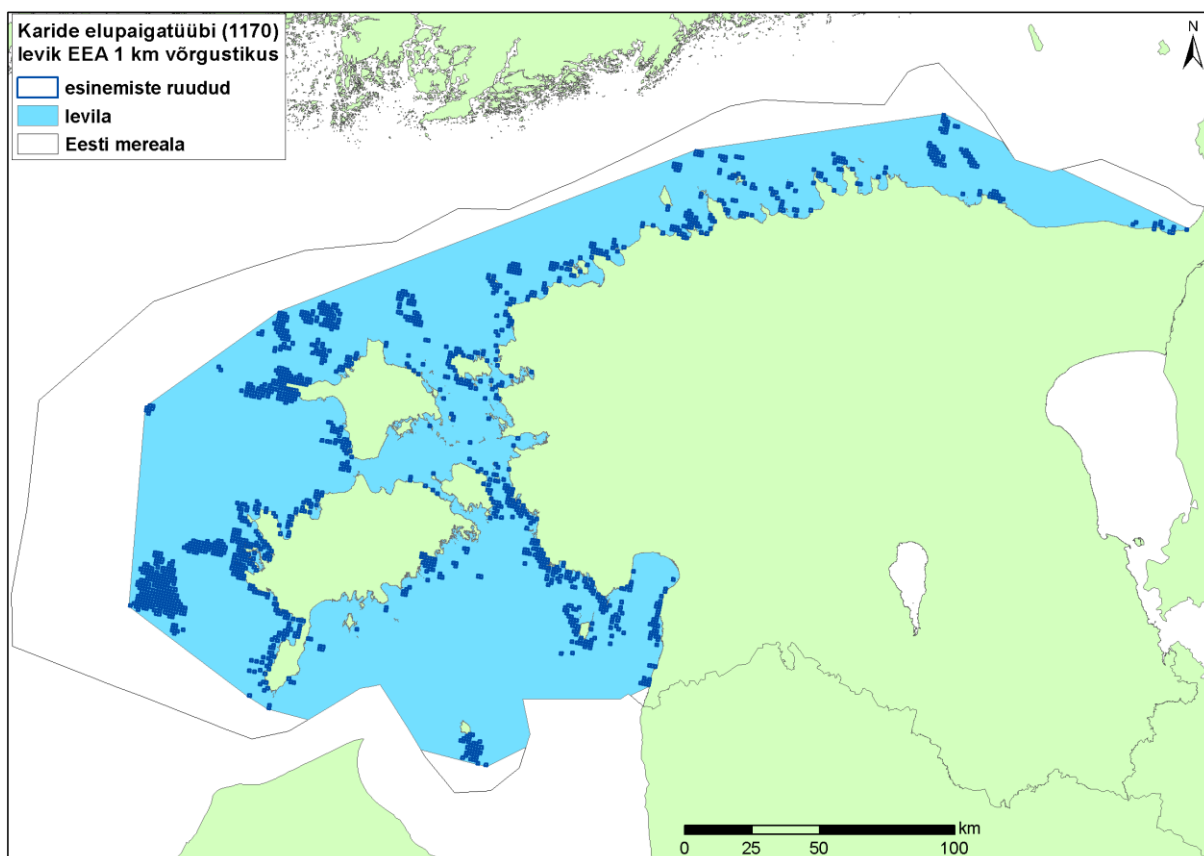 Karide elupaigatüübi (1170)
levik EEA 1 km võrgustikus
esinemiste ruudud
levila
Eesti mereala
N
km
0 25 50 100